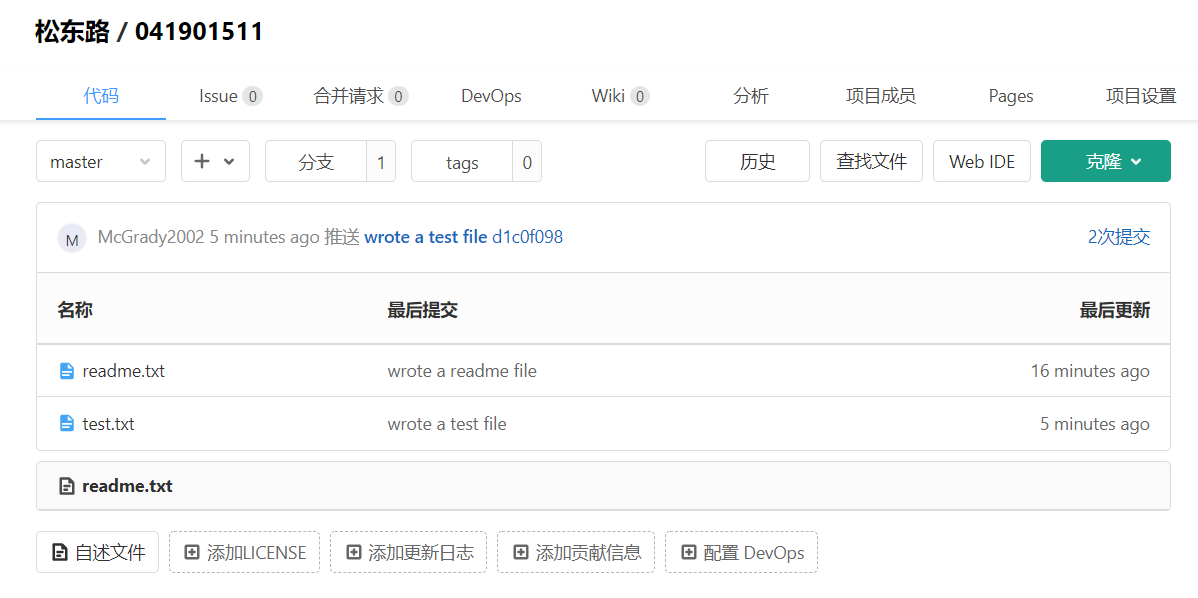 松东路 / 041901511
代码 Issue 0 合并请求 0 DevOps Wiki 0 分析 项目成员 Pages 项目设置
master 分支 1 tags 0 历史 查找文件 Web IDE 克隆
M McGrady2002 5 minutes ago 推送 wrote a test file d1c0f098 2次提交
名称 最后提交 最后更新
readme.txt wrote a readme file 16 minutes ago
test.txt wrote a test file 5 minutes ago
readme.txt
自述文件 添加LICENSE 添加更新日志 添加贡献信息 配置 DevOps